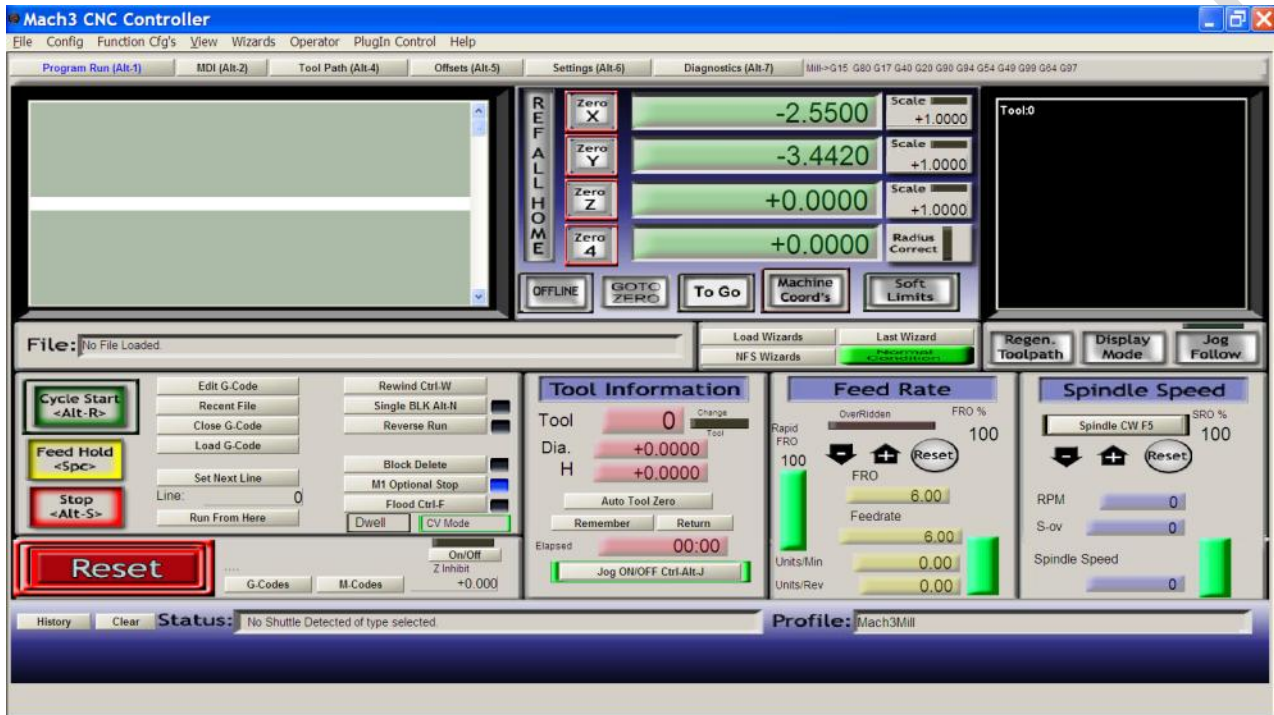 Mach3 CNC Controller
File Config Function Cfg's View Wizards Operator PlugIn Control Help
Program Run (Alt-1) MDI (Alt-2) Tool Path (Alt-4) Offsets (Alt-5) Settings (Alt-6) Diagnostics (Alt-7) Mill->G15 G80 G17 G40 G20 G90 G94 G54 G49 G99 G64 G97
REF ALL HOME
Zero X -2.5500 Scale +1.0000
Zero Y -3.4420 Scale +1.0000
Zero Z +0.0000 Scale +1.0000
Zero 4 +0.0000 Radius Correct
OFFLINE GOTO ZERO To Go Machine Coord's Soft Limits
Tool:0
File: No File Loaded.
Load Wizards Last Wizard
NFS Wizards Normal Condition
Regen. Toolpath Display Mode Jog Follow
Cycle Start <Alt-R>
Feed Hold <Spc>
Stop <Alt-S>
Edit G-Code
Recent File
Close G-Code
Load G-Code
Set Next Line
Line: 0
Run From Here
Rewind Ctrl-W
Single BLK Alt-N
Reverse Run
Block Delete
M1 Optional Stop
Flood Ctrl-F
Dwell CV Mode
Reset
....
G-Codes M-Codes
On/Off
Z Inhibit
+0.000
Tool Information
Tool 0 Change Tool
Dia. +0.0000
H +0.0000
Auto Tool Zero
Remember Return
Elapsed 00:00
Jog ON/OFF Ctrl-Alt-J
Feed Rate
OverRidden FRO %
100
Rapid FRO
100
Reset
FRO
6.00
Feedrate
6.00
Units/Min 0.00
Units/Rev 0.00
Spindle Speed
Spindle CW F5 SRO %
100
Reset
RPM 0
S-ov 0
Spindle Speed
0
History Clear Status: No Shuttle Detected of type selected. Profile: Mach3Mill